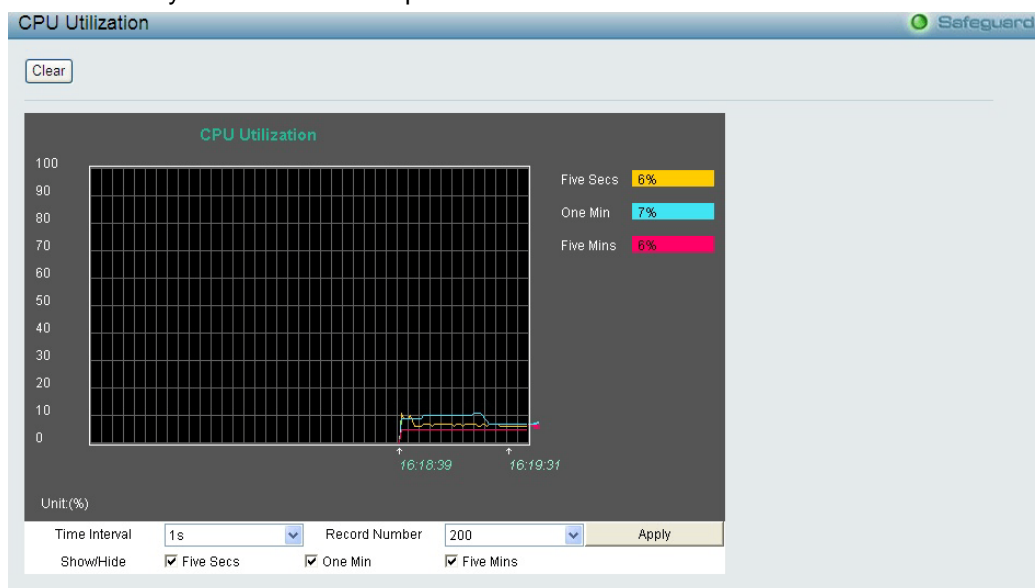 CPU Utilization
Safeguard
Clear
CPU Utilization
100
90
80
70
60
50
40
30
20
10
0
Five Secs 6%
One Min 7%
Five Mins 6%
16:18:39 16:19:31
Unit:(%)
Time Interval 1s Record Number 200 Apply
Show/Hide Five Secs One Min Five Mins